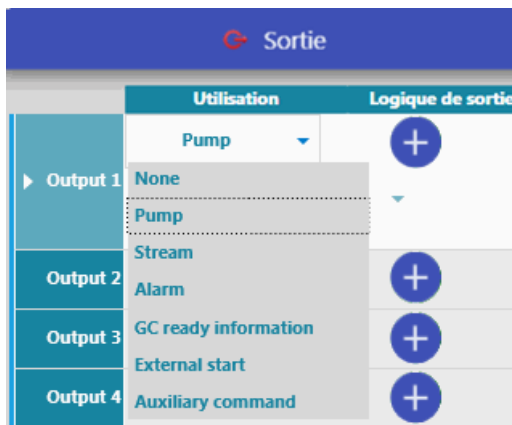 Sortie
Utilisation Logique de sortie
Pump
Output 1
None
Pump
Stream
Alarm
GC ready information
External start
Auxiliary command
Output 2
Output 3
Output 4